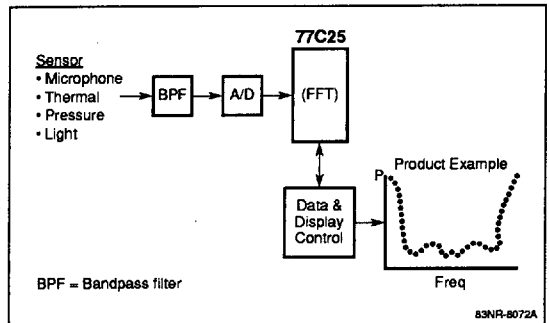 77C25
Sensor
• Microphone
• Thermal
• Pressure
• Light
BPF
A/D
(FFT)
Product Example
P
Data &
Display
Control
Freq
BPF = Bandpass filter
83NR-8072A